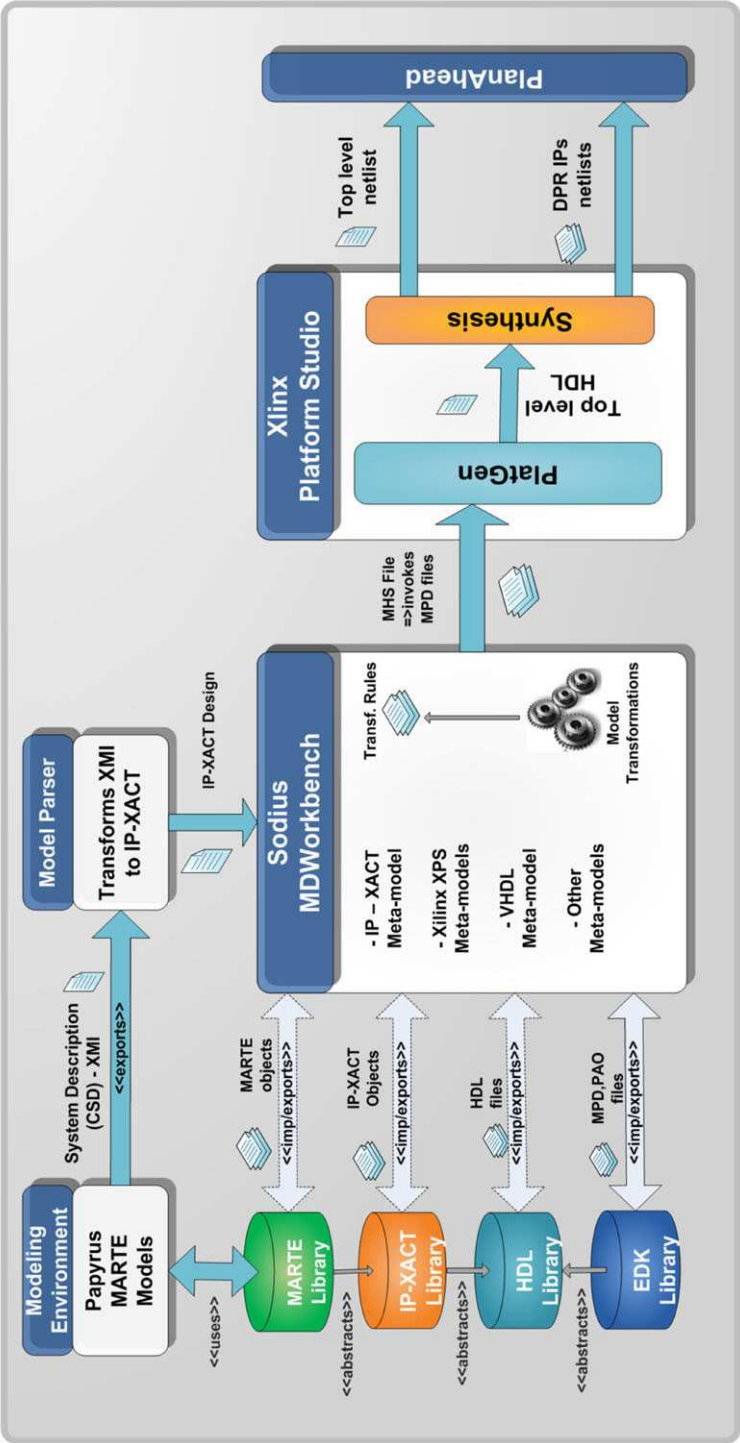 Modeling
Environment
Papyrus
MARTE
Models
System Description
(CSD) - XMI
<<exports>>
Model Parser
Transforms XMI
to IP-XACT
<<uses>>
IP-XACT Design
MARTE
Library
<<abstracts>>
IP-XACT
Library
<<abstracts>>
HDL
Library
<<abstracts>>
EDK
Library
MARTE
objects
<<imp/exports>>
IP-XACT
Objects
<<imp/exports>>
HDL
files
<<imp/exports>>
MPD,PAO
files
<<imp/exports>>
Sodius
MDWorkbench
- IP – XACT
Meta-model
- Xilinx XPS
Meta-models
- VHDL
Meta-model
- Other
Meta-models
Transf. Rules
Model
Transformations
MHS File
=>invokes
MPD files
Xlinx
Platform Studio
PlatGen
Top level
HDL
Synthesis
Top level
netlist
DPR IPs
netlists
PlanAhead